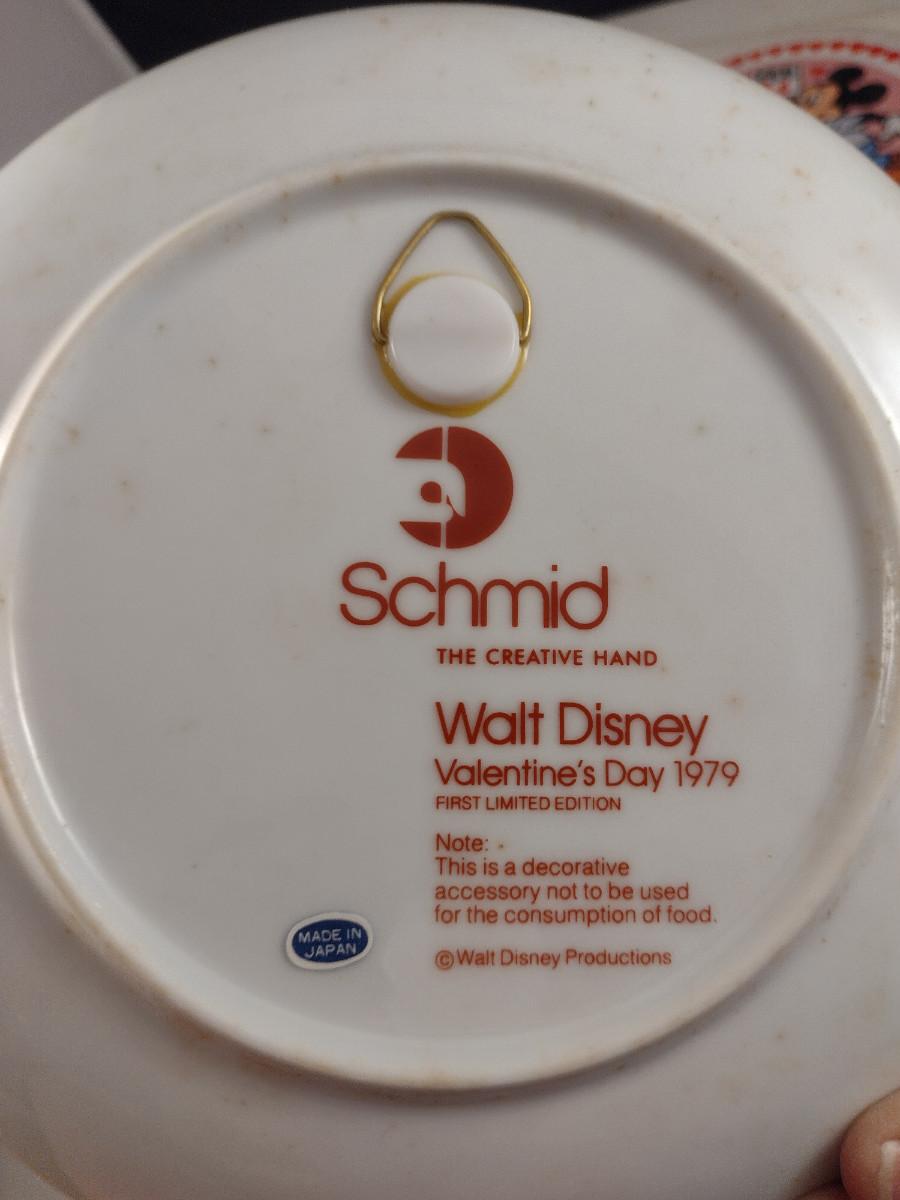 Schmid
THE CREATIVE HAND
Walt Disney
Valentine's Day 1979
FIRST LIMITED EDITION
Note:
This is a decorative
accessory not to be used
for the consumption of food.
©Walt Disney Productions
MADE IN
JAPAN